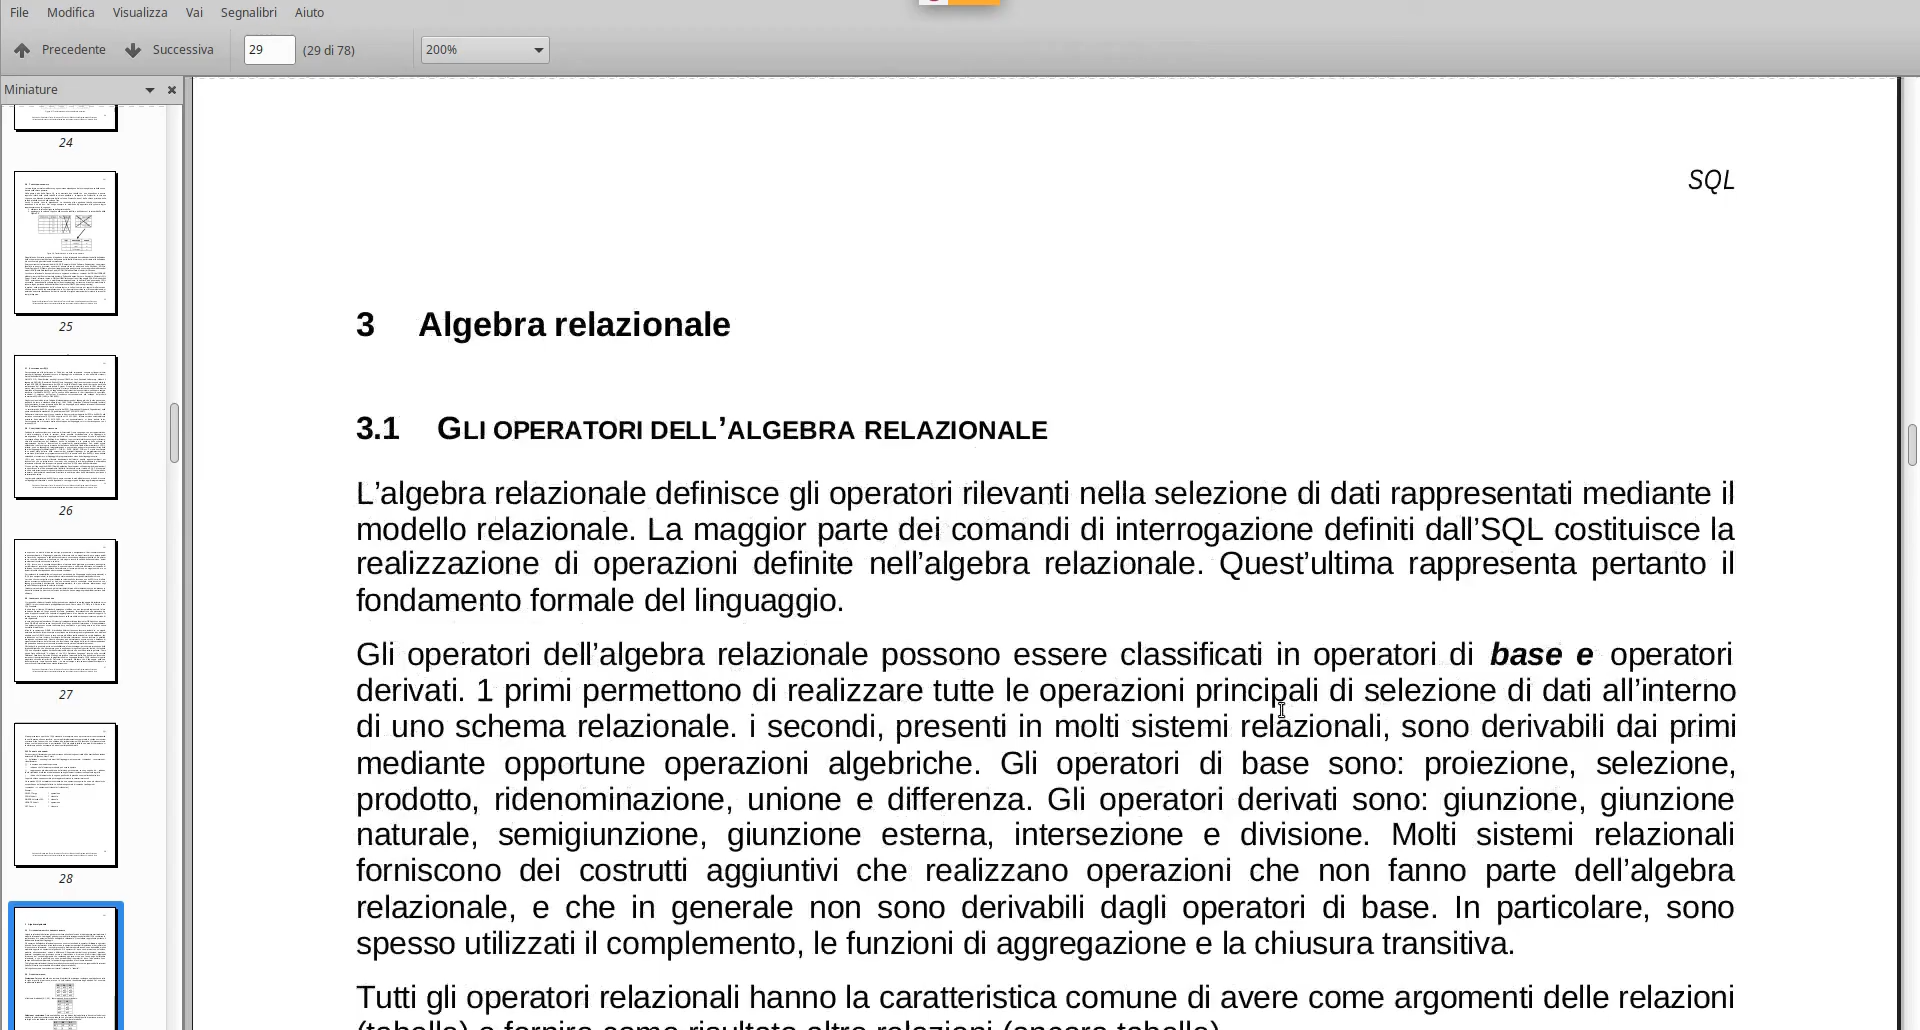 File Modifica Visualizza Vai Segnalibri Aiuto
Precedente Successiva 29 (29 di 78) 200%
Miniature
24
25
26
27
28
SQL
3 Algebra relazionale
3.1 GLI OPERATORI DELL’ALGEBRA RELAZIONALE
L’algebra relazionale definisce gli operatori rilevanti nella selezione di dati rappresentati mediante il
modello relazionale. La maggior parte dei comandi di interrogazione definiti dall’SQL costituisce la
realizzazione di operazioni definite nell’algebra relazionale. Quest’ultima rappresenta pertanto il
fondamento formale del linguaggio.
Gli operatori dell’algebra relazionale possono essere classificati in operatori di base e operatori
derivati. 1 primi permettono di realizzare tutte le operazioni principali di selezione di dati all’interno
di uno schema relazionale. i secondi, presenti in molti sistemi relazionali, sono derivabili dai primi
mediante opportune operazioni algebriche. Gli operatori di base sono: proiezione, selezione,
prodotto, ridenominazione, unione e differenza. Gli operatori derivati sono: giunzione, giunzione
naturale, semigiunzione, giunzione esterna, intersezione e divisione. Molti sistemi relazionali
forniscono dei costrutti aggiuntivi che realizzano operazioni che non fanno parte dell’algebra
relazionale, e che in generale non sono derivabili dagli operatori di base. In particolare, sono
spesso utilizzati il complemento, le funzioni di aggregazione e la chiusura transitiva.
Tutti gli operatori relazionali hanno la caratteristica comune di avere come argomenti delle relazioni
(tabelle) e fornire come risultato altre relazioni (ancora tabelle).